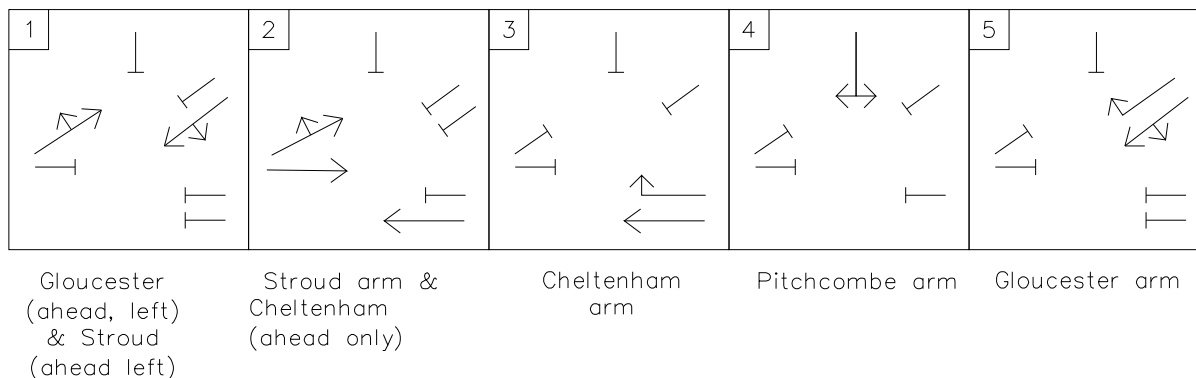 1
2
3
4
5
Gloucester
(ahead, left)
& Stroud
(ahead left)
Stroud arm &
Cheltenham
(ahead only)
Cheltenham
arm
Pitchcombe arm
Gloucester arm